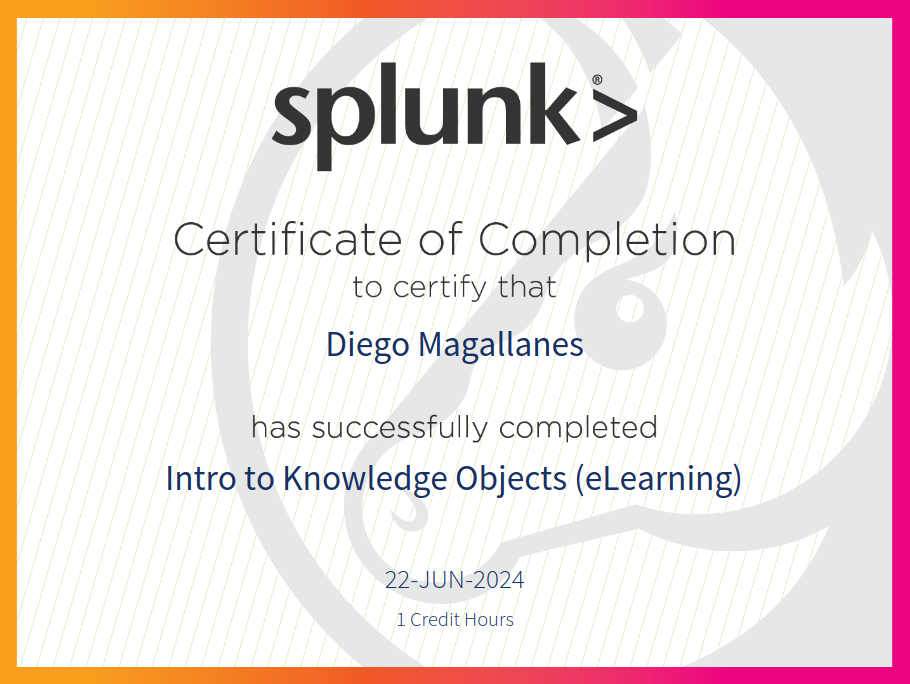 splunk>®
Certificate of Completion
to certify that
Diego Magallanes
has successfully completed
Intro to Knowledge Objects (eLearning)
22-JUN-2024
1 Credit Hours